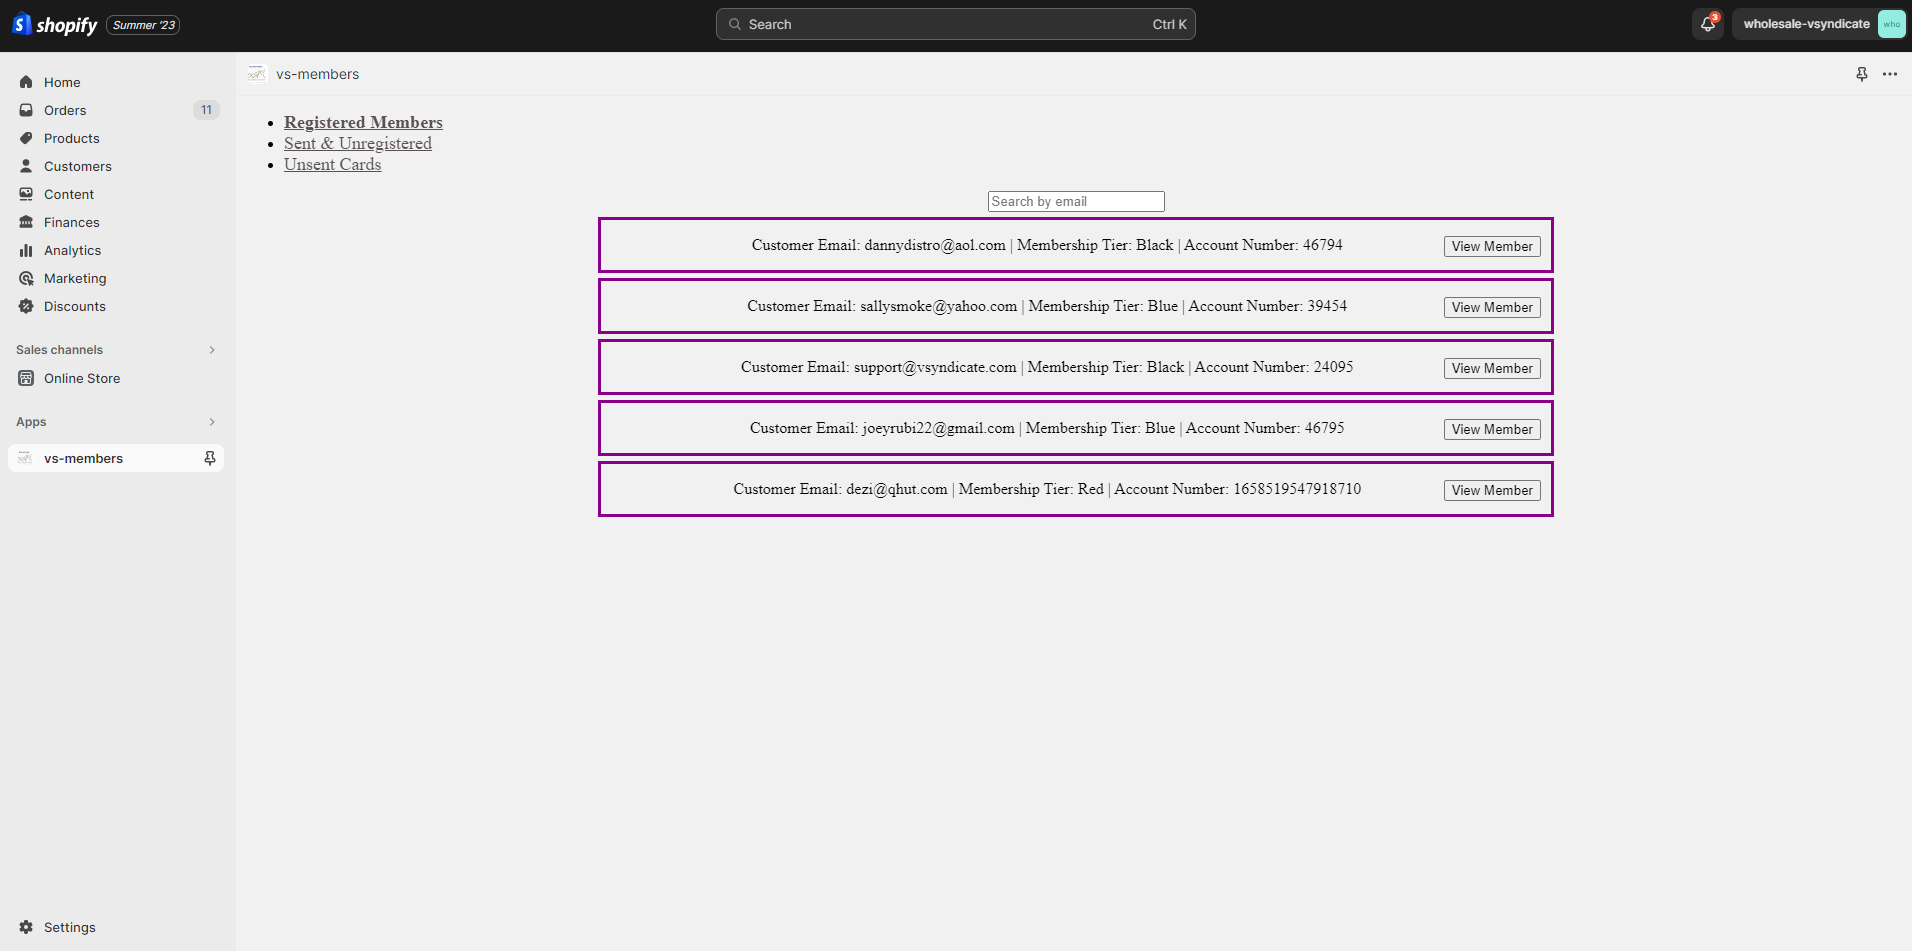 shopify Summer '23
Search Ctrl K
3
wholesale-vsyndicate who
Home
Orders 11
Products
Customers
Content
Finances
Analytics
Marketing
Discounts
Sales channels
Online Store
Apps
vs-members
Settings
vs-members
Registered Members
Sent & Unregistered
Unsent Cards
Search by email
Customer Email: dannydistro@aol.com | Membership Tier: Black | Account Number: 46794 View Member
Customer Email: sallysmoke@yahoo.com | Membership Tier: Blue | Account Number: 39454 View Member
Customer Email: support@vsyndicate.com | Membership Tier: Black | Account Number: 24095 View Member
Customer Email: joeyrubi22@gmail.com | Membership Tier: Blue | Account Number: 46795 View Member
Customer Email: dezi@qhut.com | Membership Tier: Red | Account Number: 1658519547918710 View Member